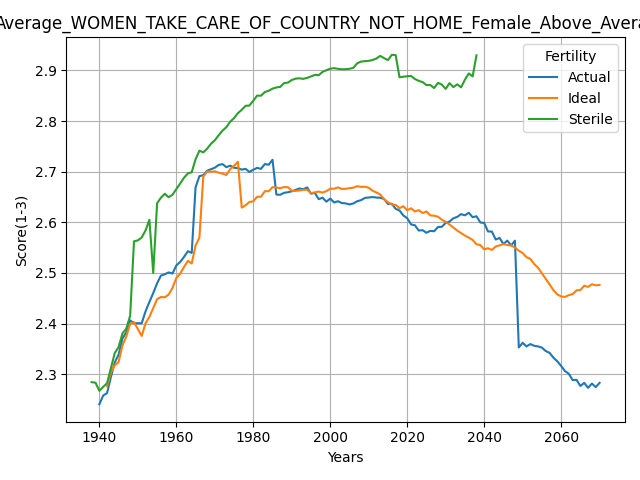 Average_WOMEN_TAKE_CARE_OF_COUNTRY_NOT_HOME_Female_Above_Avera
Fertility
Actual
Ideal
Sterile
Score(1-3)
2.9
2.8
2.7
2.6
2.5
2.4
2.3
1940 1960 1980 2000 2020 2040 2060
Years